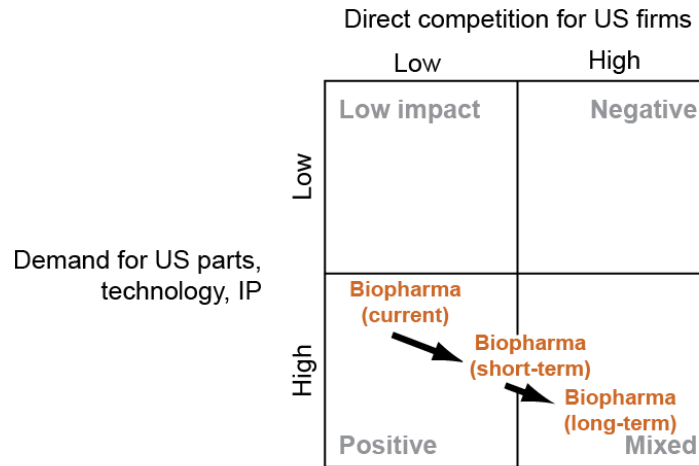 Direct competition for US firms
Low
High
Low impact
Negative
Low
Demand for US parts,
technology, IP
High
Biopharma
(current)
Biopharma
(short-term)
Biopharma
(long-term)
Positive
Mixed